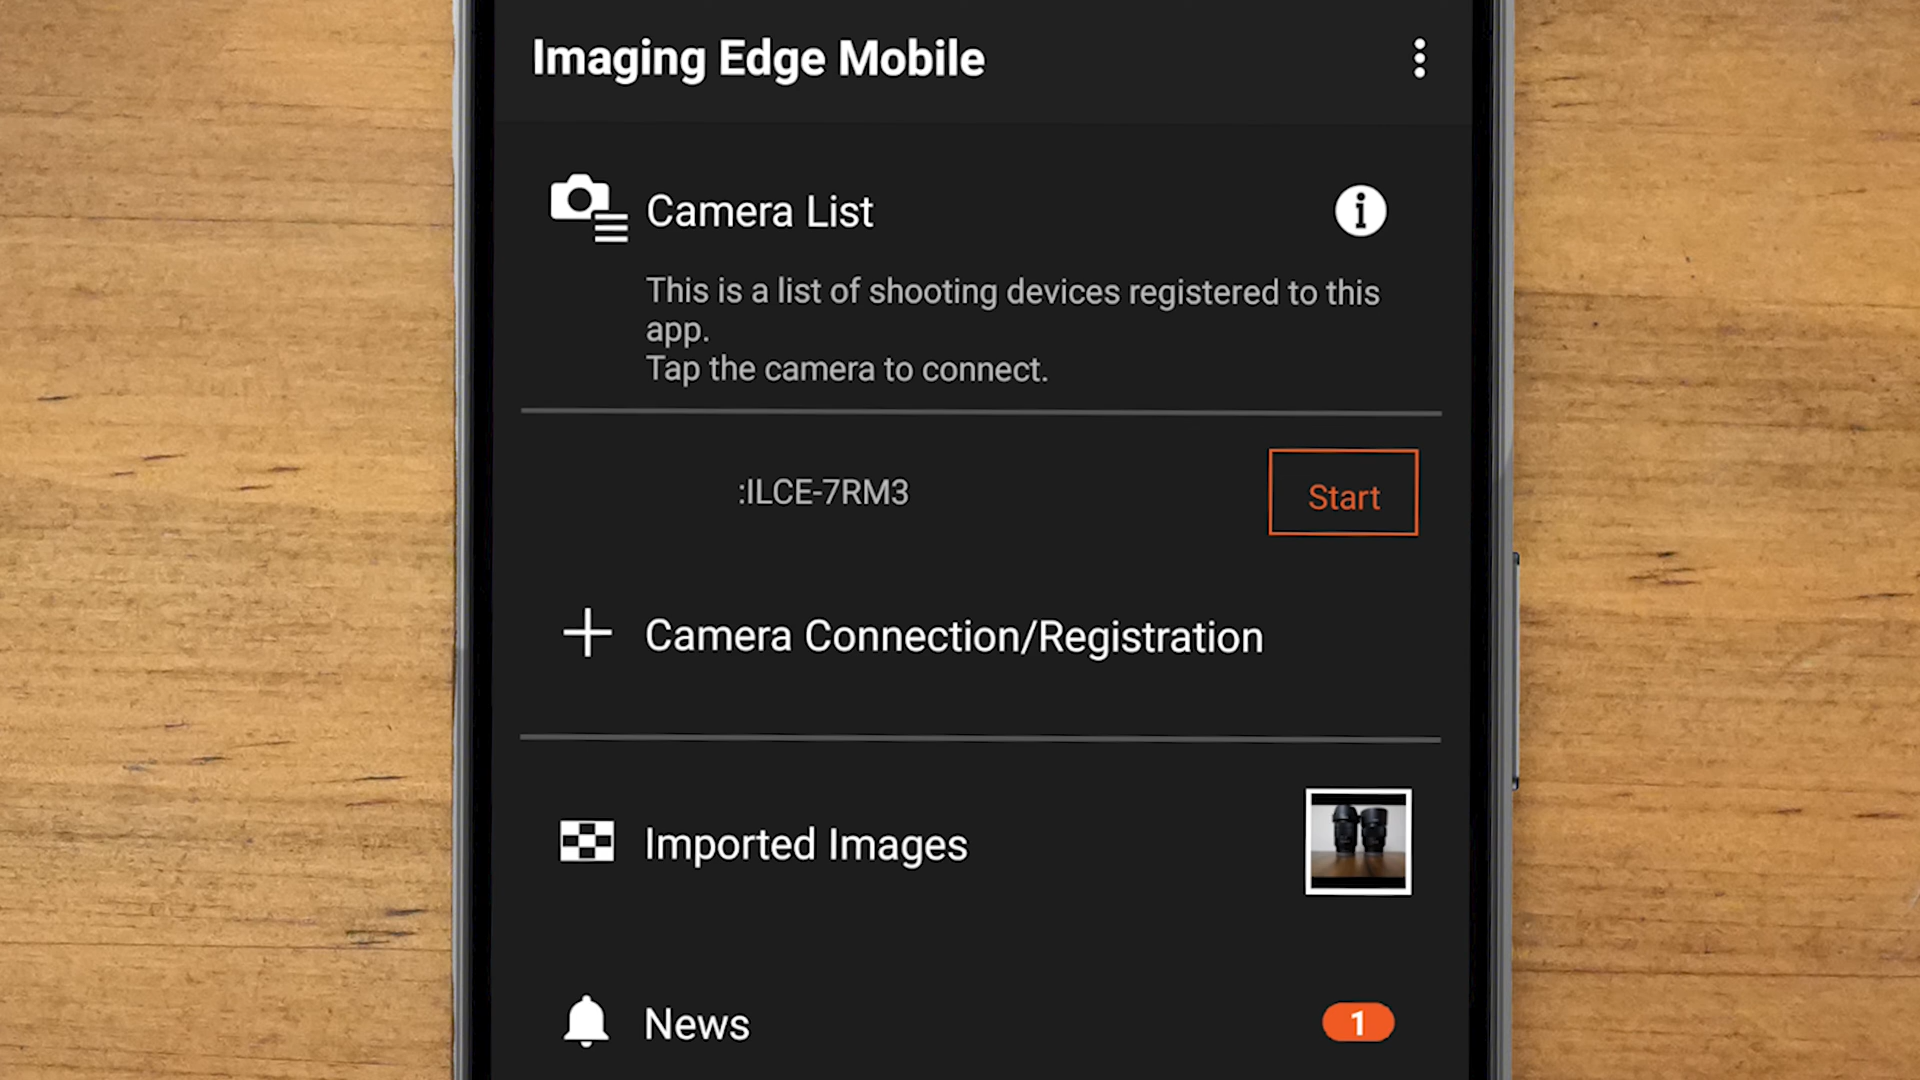 Imaging Edge Mobile
Camera List
This is a list of shooting devices registered to this
app.
Tap the camera to connect.
:ILCE-7RM3
Start
Camera Connection/Registration
Imported Images
News
1